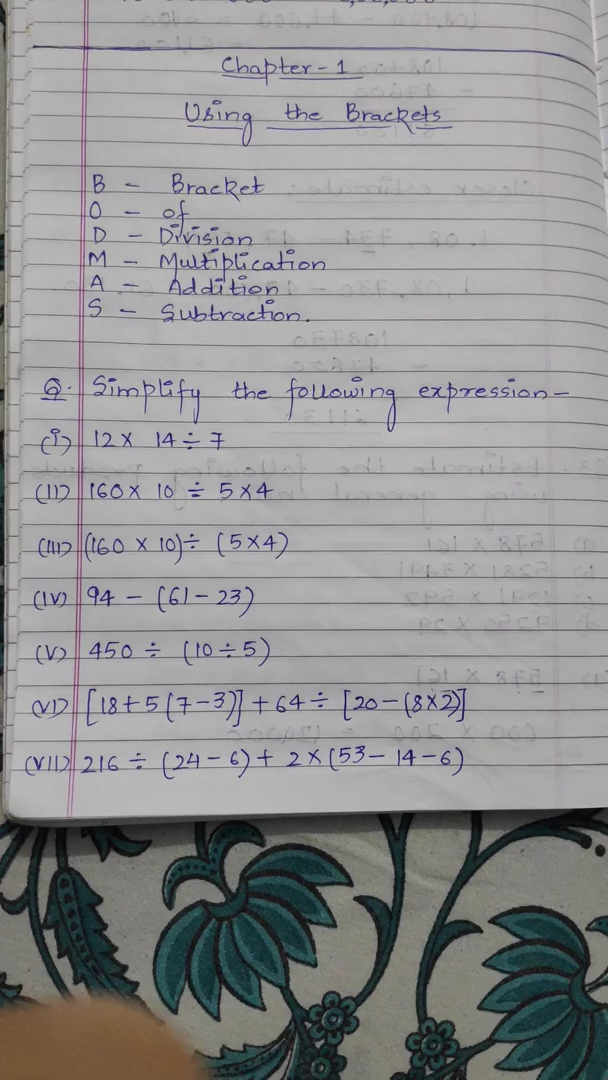 Chapter-1
Using the Brackets
B - Bracket
O - of
D - Division
M - Multiplication
A - Addition
S - Subtraction.
Q. Simplify the following expression-
(i) 12 × 14 ÷ 7
(II) 160 × 10 ÷ 5 × 4
(III) (160 × 10) ÷ (5×4)
(IV) 94 - (61 - 23)
(V) 450 ÷ (10 ÷ 5)
(VI) [18 + 5 (7-3)] + 64 ÷ [20 - (8×2)]
(VII) 216 ÷ (24 - 6) + 2 × (53 - 14 - 6)